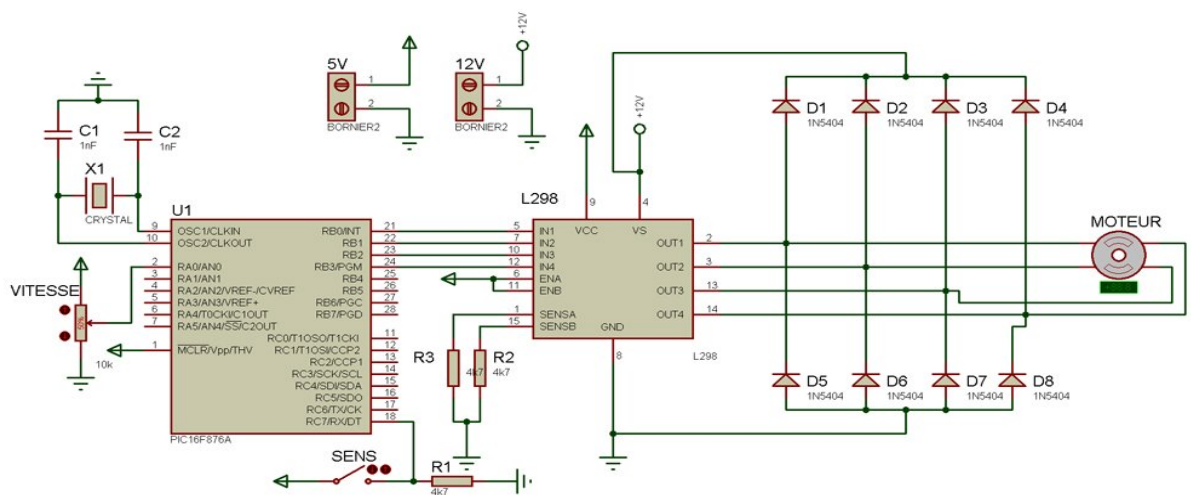 5V
1
2
BORNIER2
12V
+12V
1
2
BORNIER2
+12V
C1
1nF
C2
1nF
X1
CRYSTAL
U1
9 OSC1/CLKIN
10 OSC2/CLKOUT
2 RA0/AN0
3 RA1/AN1
4 RA2/AN2/VREF-/CVREF
5 RA3/AN3/VREF+
6 RA4/T0CKI/C1OUT
7 RA5/AN4/SS/C2OUT
1 MCLR/Vpp/THV
RB0/INT 21
RB1 22
RB2 23
RB3/PGM 24
RB4 25
RB5 26
RB6/PGC 27
RB7/PGD 28
RC0/T1OSO/T1CKI 11
RC1/T1OSI/CCP2 12
RC2/CCP1 13
RC3/SCK/SCL 14
RC4/SDI/SDA 15
RC5/SDO 16
RC6/TX/CK 17
RC7/RX/DT 18
PIC16F876A
VITESSE
50%
10k
SENS
R1
4k7
R3
4k7
R2
4k7
L298
5 IN1
7 IN2
10 IN3
12 IN4
6 ENA
11 ENB
1 SENSA
15 SENSB
9
VCC
4
VS
OUT1 2
OUT2 3
OUT3 13
OUT4 14
GND
8
L298
D1
1N5404
D2
1N5404
D3
1N5404
D4
1N5404
MOTEUR
D5
1N5404
D6
1N5404
D7
1N5404
D8
1N5404